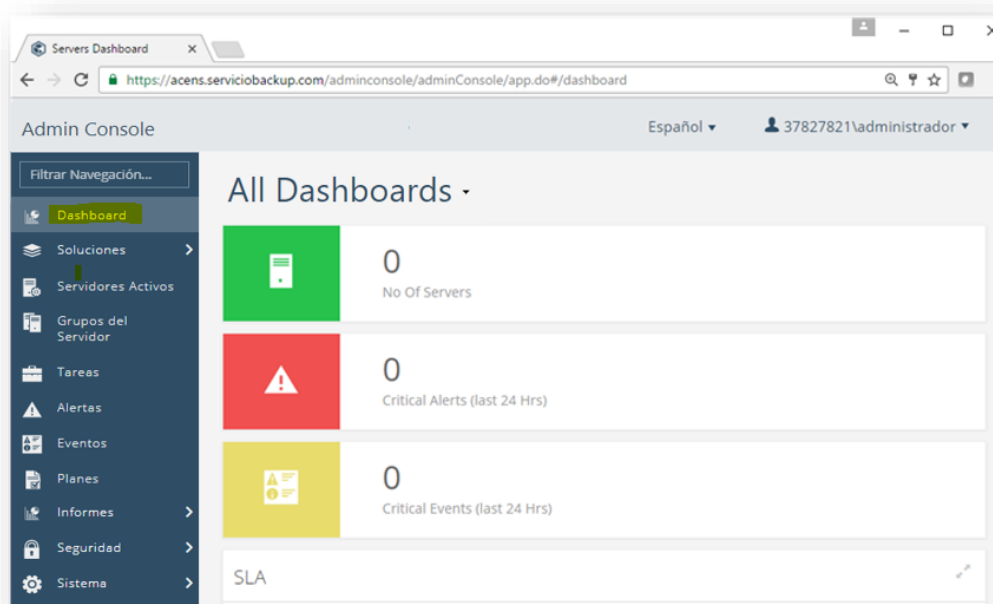 Servers Dashboard
https://acens.serviciobackup.com/adminconsole/adminConsole/app.do#/dashboard
Admin Console
Español
37827821\administrador
Filtrar Navegación...
Dashboard
Soluciones
Servidores Activos
Grupos del
Servidor
Tareas
Alertas
Eventos
Planes
Informes
Seguridad
Sistema
All Dashboards
0
No Of Servers
0
Critical Alerts (last 24 Hrs)
0
Critical Events (last 24 Hrs)
SLA